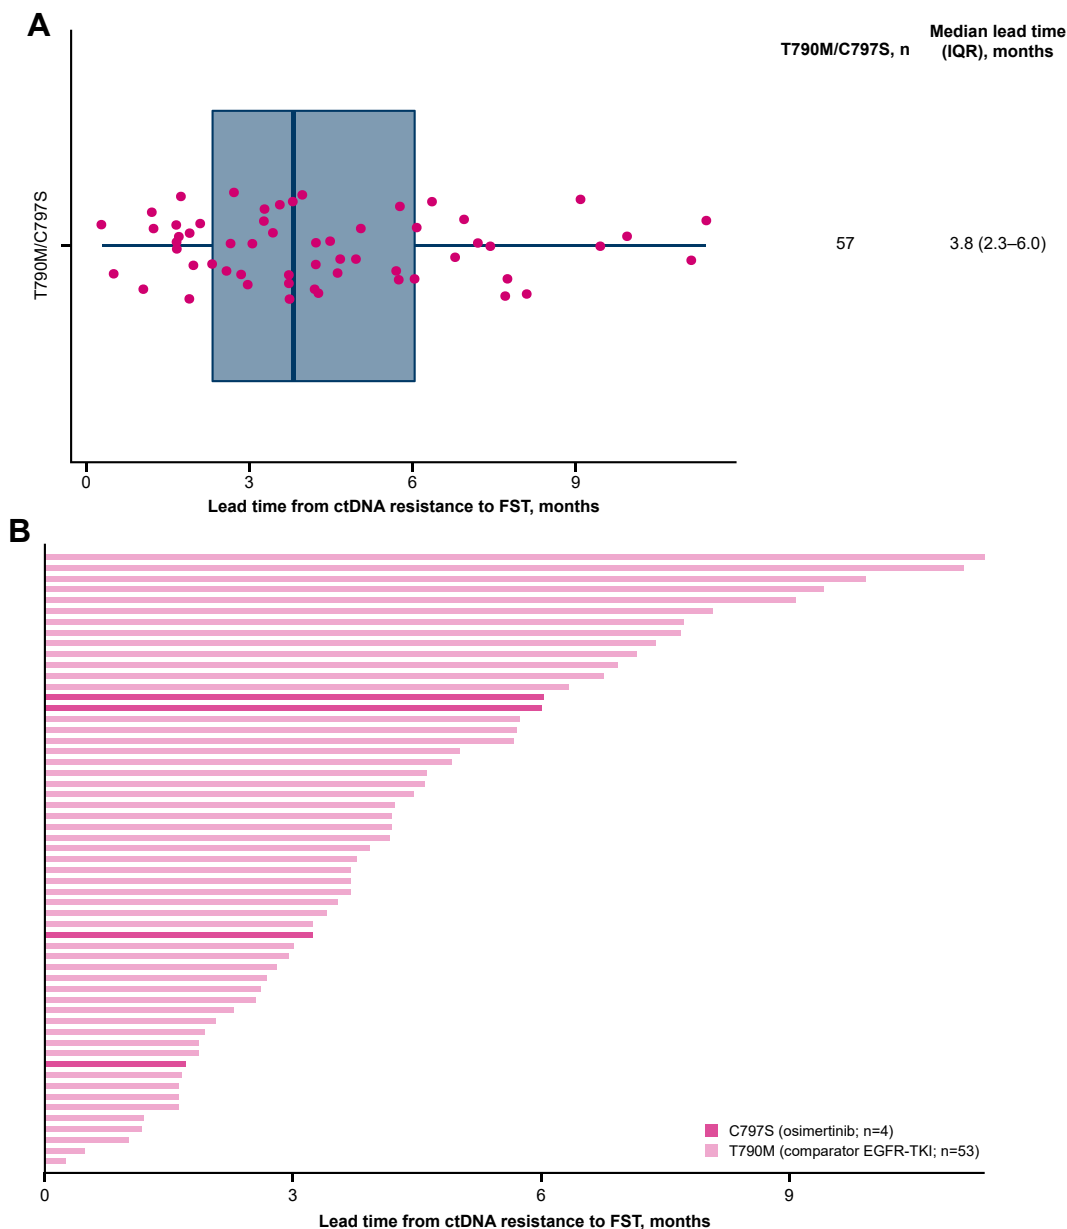 A
T790M/C797S, n
Median lead time
(IQR), months
T790M/C797S
57
3.8 (2.3–6.0)
0 3 6 9
Lead time from ctDNA resistance to FST, months
B
C797S (osimertinib; n=4)
T790M (comparator EGFR-TKI; n=53)
0 3 6 9
Lead time from ctDNA resistance to FST, months